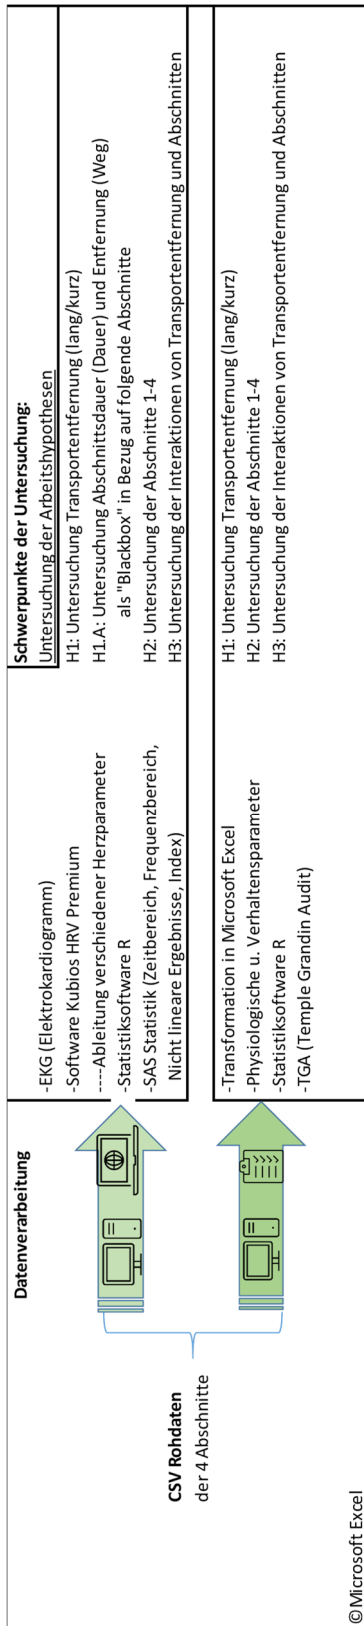 Datenverarbeitung
CSV Rohdaten
der 4 Abschnitte
-EKG (Elektrokardiogramm)
-Software Kubios HRV Premium
----Ableitung verschiedener Herzparameter
-Statistiksoftware R
-SAS Statistik (Zeitbereich, Frequenzbereich,
Nicht lineare Ergebnisse, Index)
Schwerpunkte der Untersuchung:
Untersuchung der Arbeitshypothesen
H1: Untersuchung Transportentfernung (lang/kurz)
H1.A: Untersuchung Abschnittsdauer (Dauer) und Entfernung (Weg)
als "Blackbox" in Bezug auf folgende Abschnitte
H2: Untersuchung der Abschnitte 1-4
H3: Untersuchung der Interaktionen von Transportentfernung und Abschnitten
-Transformation in Microsoft Excel
-Physiologische u. Verhaltensparameter
-Statistiksoftware R
-TGA (Temple Grandin Audit)
H1: Untersuchung Transportentfernung (lang/kurz)
H2: Untersuchung der Abschnitte 1-4
H3: Untersuchung der Interaktionen von Transportentfernung und Abschnitten
©Microsoft Excel